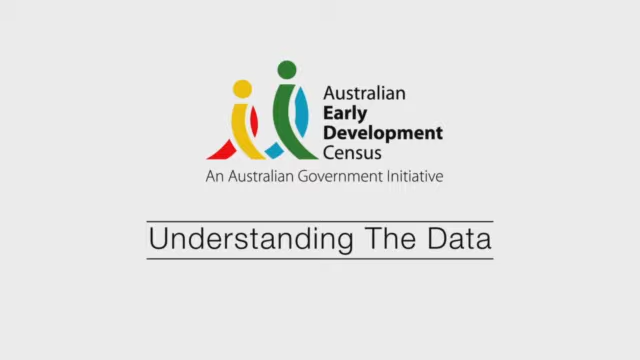 Australian
Early
Development
Census
An Australian Government Initiative
Understanding The Data